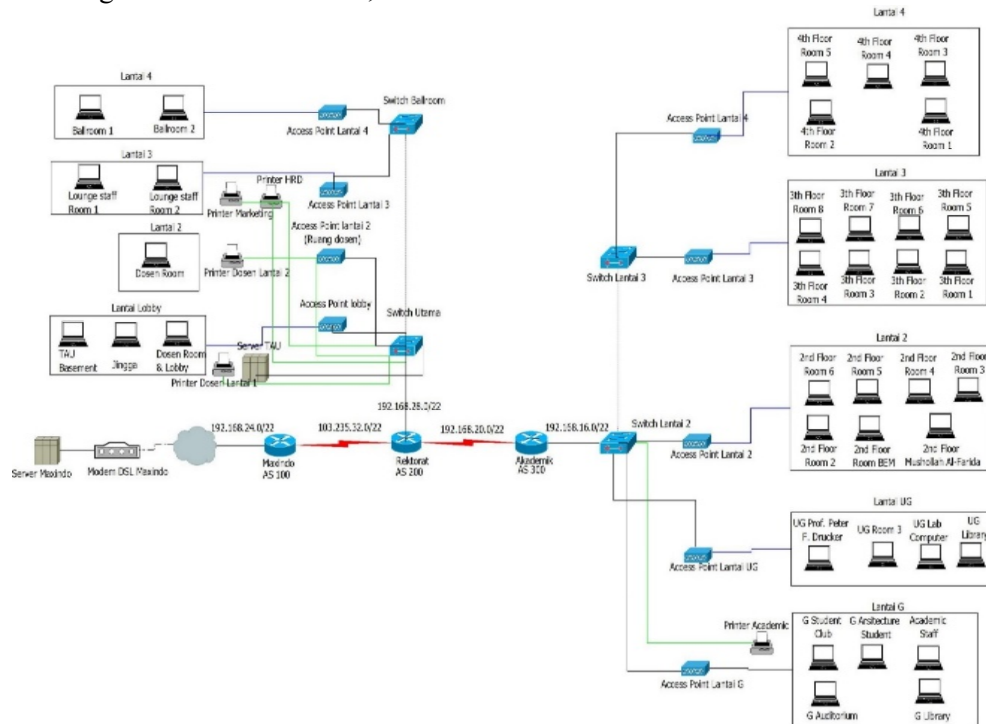 Lantai 4
Ballroom 1
Ballroom 2
Access Point Lantai 4
Switch Ballroom
Lantai 3
Lounge staff
Room 1
Lounge staff
Room 2
Printer HRD
Printer Marketing
Access Point Lantai 3
Lantai 2
Dosen Room
Printer Dosen Lantai 2
Access Point lantai 2
(Ruang dosen)
Lantai Lobby
TAU
Basement
Jingga
Dosen Room
& Lobby
Access Point lobby
Switch Utama
Server TAU
Printer Dosen Lantai 1
192.168.28.0/22
Server Maxindo
Modem DSL Maxindo
192.168.24.0/22
Maxindo
AS 100
103.235.32.0/22
Rektorat
AS 200
192.168.20.0/22
Akademik
AS 300
192.168.16.0/22
Switch Lantai 2
Switch Lantai 3
Access Point Lantai 4
Access Point Lantai 3
Access Point Lantai 2
Access Point Lantai UG
Printer Academic
Access Point Lantai G
Lantai 4
4th Floor
Room 5
4th Floor
Room 4
4th Floor
Room 3
4th Floor
Room 2
4th Floor
Room 1
Lantai 3
3th Floor
Room 8
3th Floor
Room 7
3th Floor
Room 6
3th Floor
Room 5
3th Floor
Room 4
3th Floor
Room 3
3th Floor
Room 2
3th Floor
Room 1
Lantai 2
2nd Floor
Room 6
2nd Floor
Room 5
2nd Floor
Room 4
2nd Floor
Room 3
2nd Floor
Room 2
2nd Floor
Room BEM
2nd Floor
Mushollah Al-Farida
Lantai UG
UG Prof. Peter
F. Drucker
UG Room 3
UG Lab
Computer
UG
Library
Lantai G
G Student
Club
G Arsitecture
Student
Academic
Staff
G Auditorium
G Library